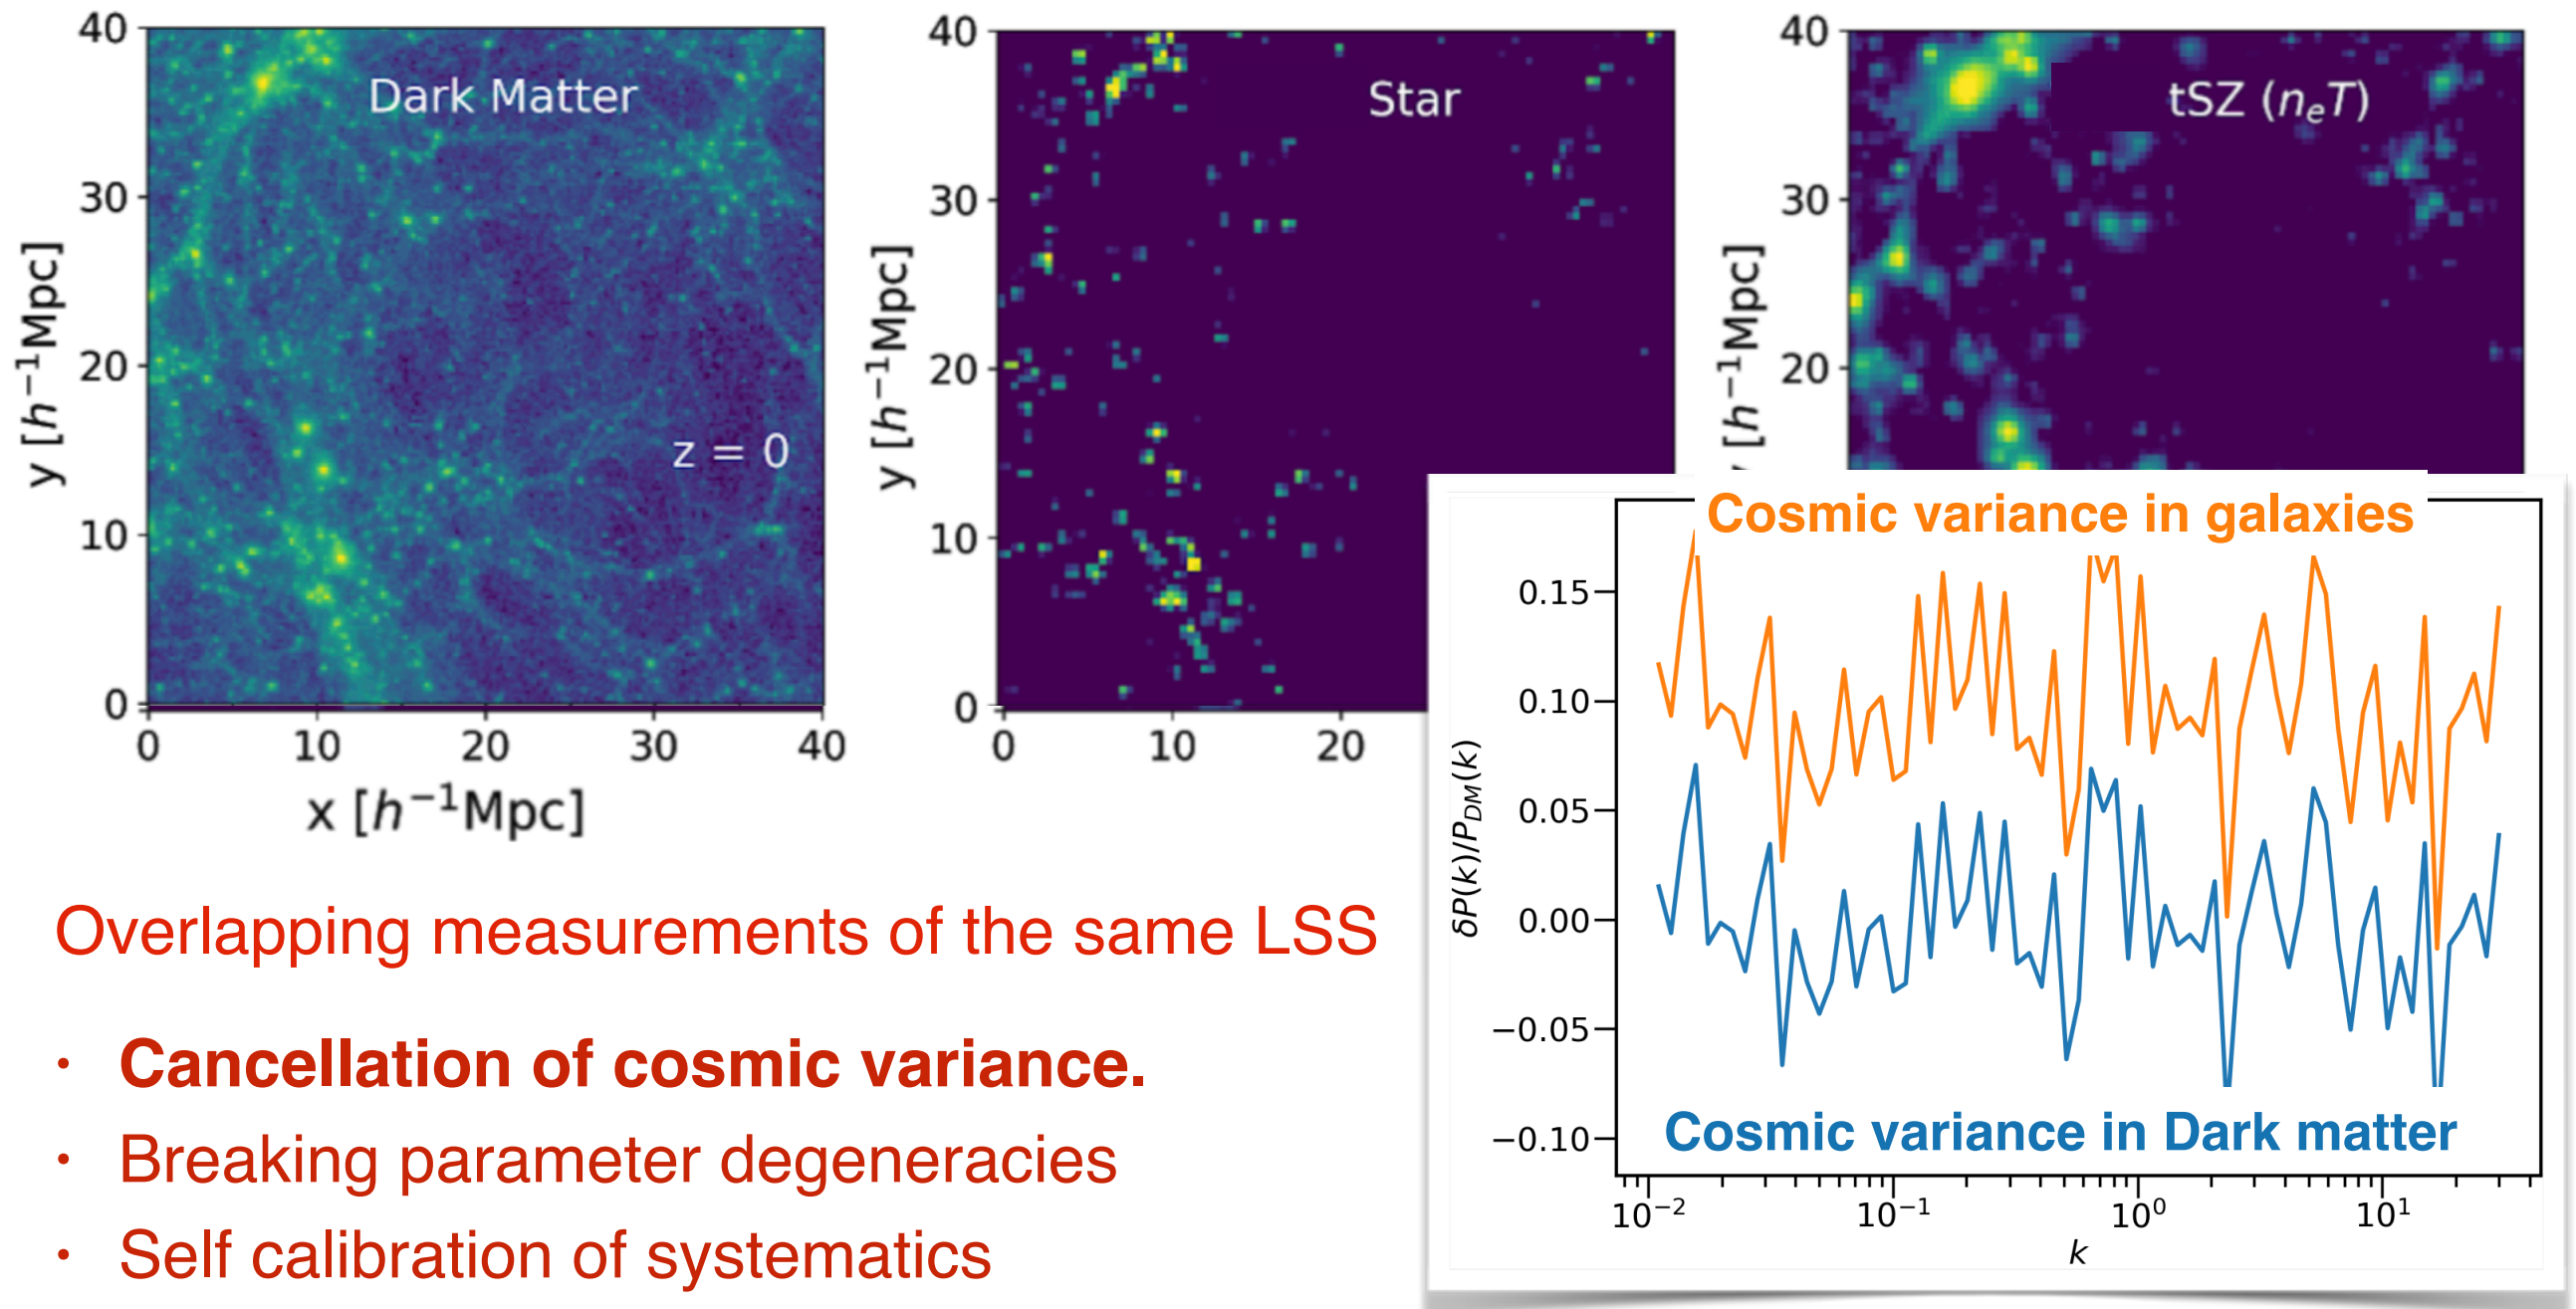 40
30
20
10
0
y [h⁻¹Mpc]
Dark Matter
z = 0
0 10 20 30 40
x [h⁻¹Mpc]
40
30
20
10
0
y [h⁻¹Mpc]
Star
0 10 20
40
30
20
[h⁻¹Mpc]
tSZ (nₑT)
Cosmic variance in galaxies
0.15
0.10
0.05
0.00
−0.05
−0.10
δP(k)/P_DM(k)
Cosmic variance in Dark matter
10⁻² 10⁻¹ 10⁰ 10¹
k
Overlapping measurements of the same LSS
· Cancellation of cosmic variance.
· Breaking parameter degeneracies
· Self calibration of systematics